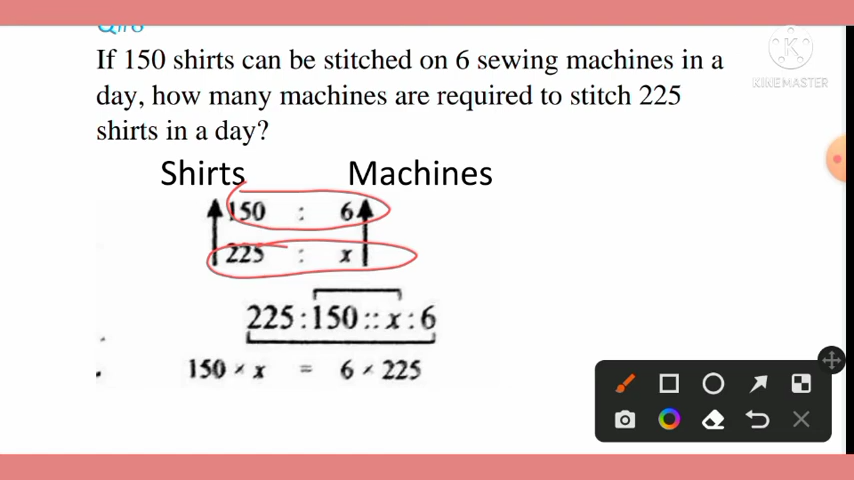 If 150 shirts can be stitched on 6 sewing machines in a
day, how many machines are required to stitch 225
shirts in a day?
Shirts Machines
150 : 6
225 : x
225 : 150 :: x : 6
150 × x = 6 × 225
K
KINEMASTER